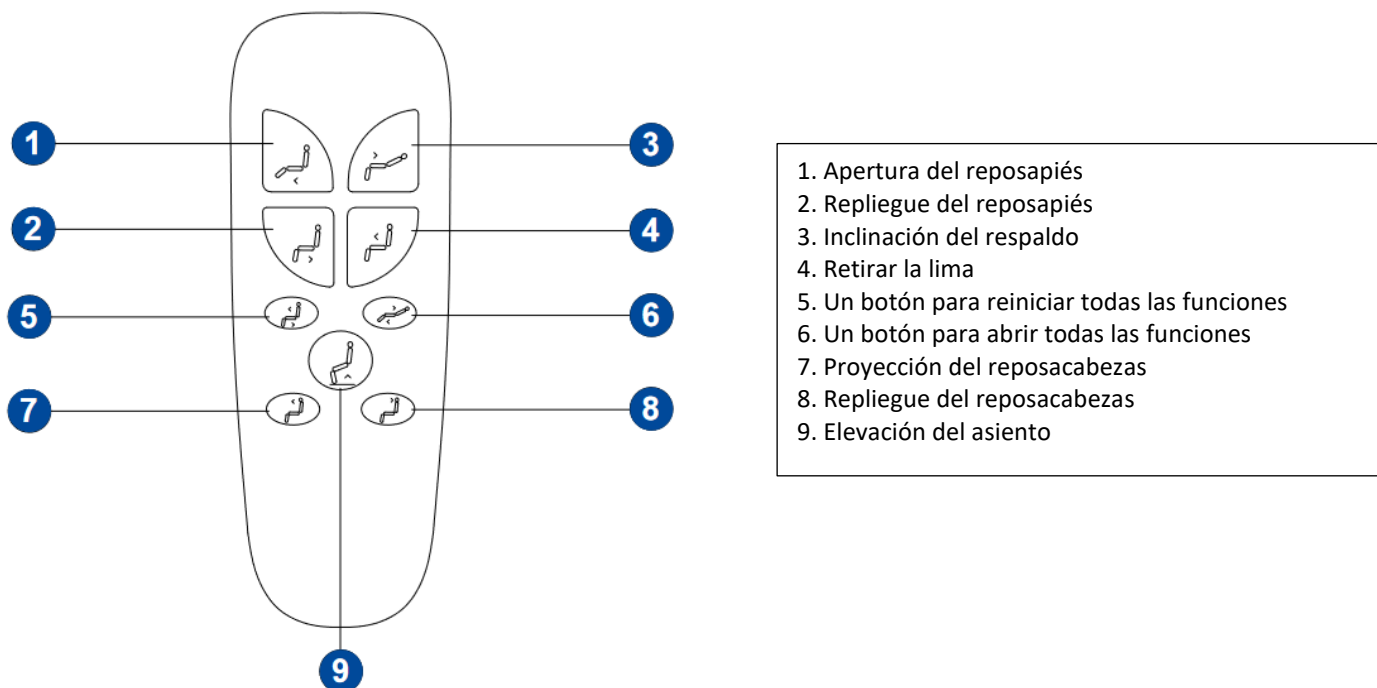 1
3
2
4
5
6
7
8
9
1. Apertura del reposapiés
2. Repliegue del reposapiés
3. Inclinación del respaldo
4. Retirar la lima
5. Un botón para reiniciar todas las funciones
6. Un botón para abrir todas las funciones
7. Proyección del reposacabezas
8. Repliegue del reposacabezas
9. Elevación del asiento